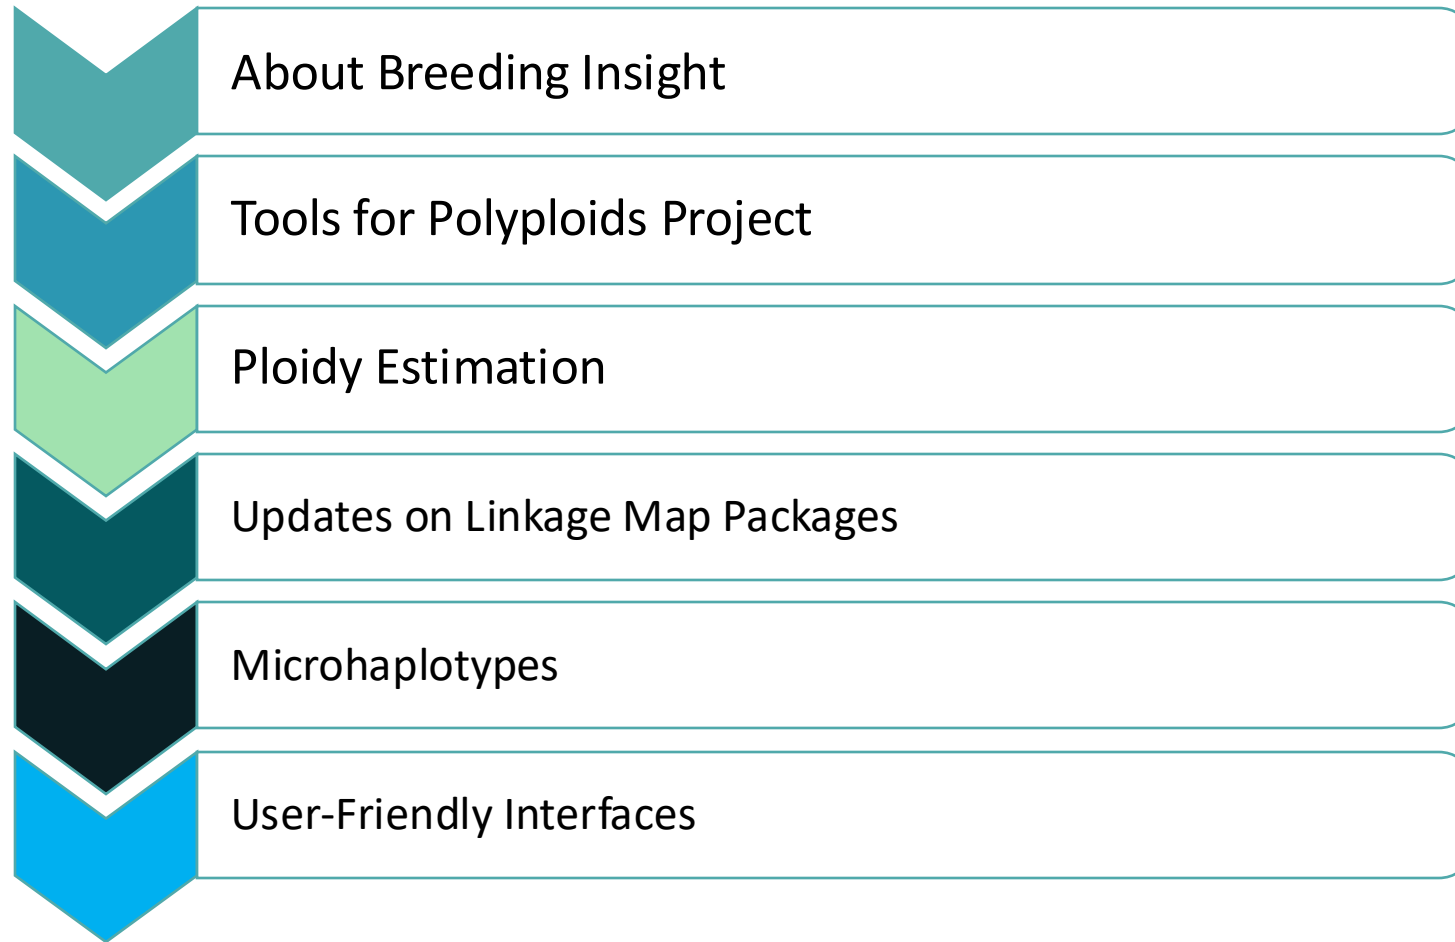 About Breeding Insight
Tools for Polyploids Project
Ploidy Estimation
Updates on Linkage Map Packages
Microhaplotypes
User-Friendly Interfaces